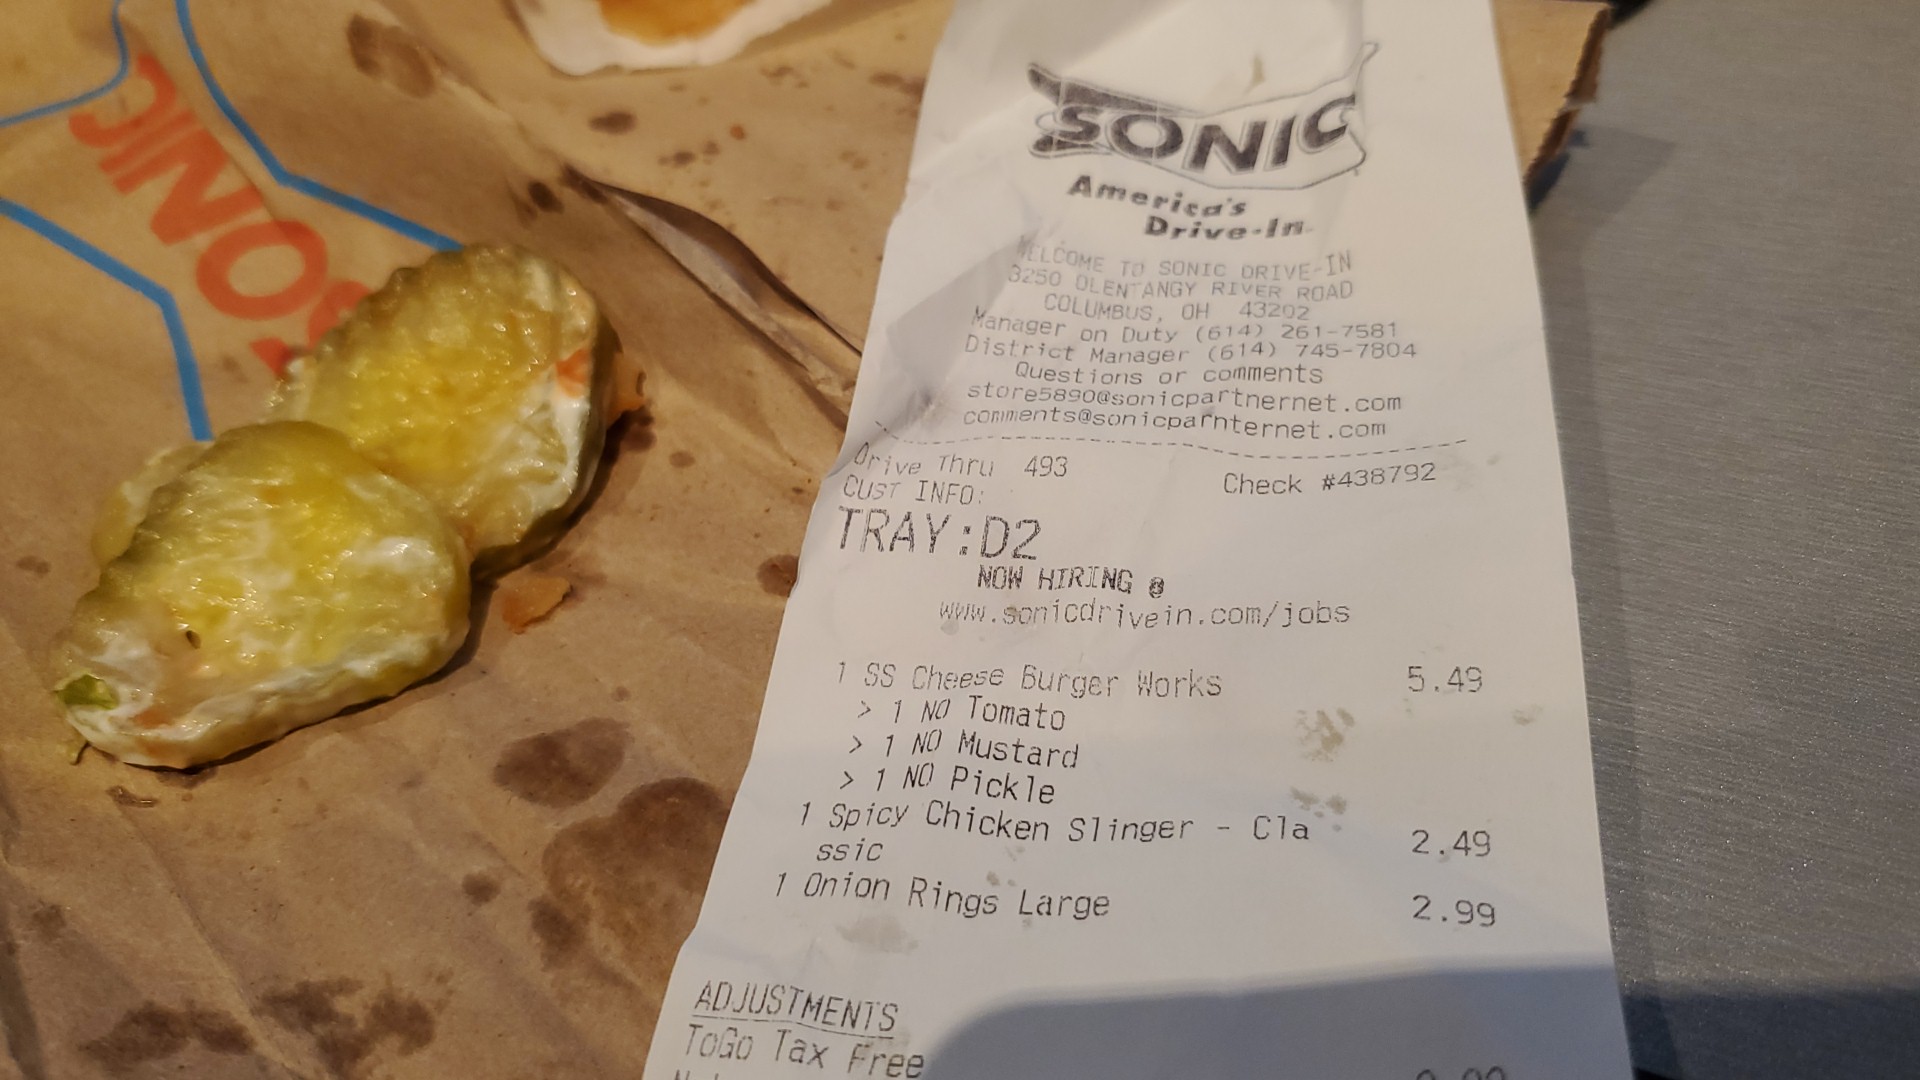 SONIC
SONIC
America's
Drive-In
WELCOME TO SONIC DRIVE-IN
3250 OLENTANGY RIVER ROAD
COLUMBUS, OH 43202
Manager on Duty (614) 261-7581
District Manager (614) 745-7804
Questions or comments
store5890@sonicpartnernet.com
comments@sonicparnternet.com
Drive Thru 493 Check #438792
CUST INFO:
TRAY:D2
NOW HIRING @
www.sonicdrivein.com/jobs
1 SS Cheese Burger Works 5.49
> 1 NO Tomato
> 1 NO Mustard
> 1 NO Pickle
1 Spicy Chicken Slinger - Cla 2.49
ssic
1 Onion Rings Large 2.99
ADJUSTMENTS
ToGo Tax Free